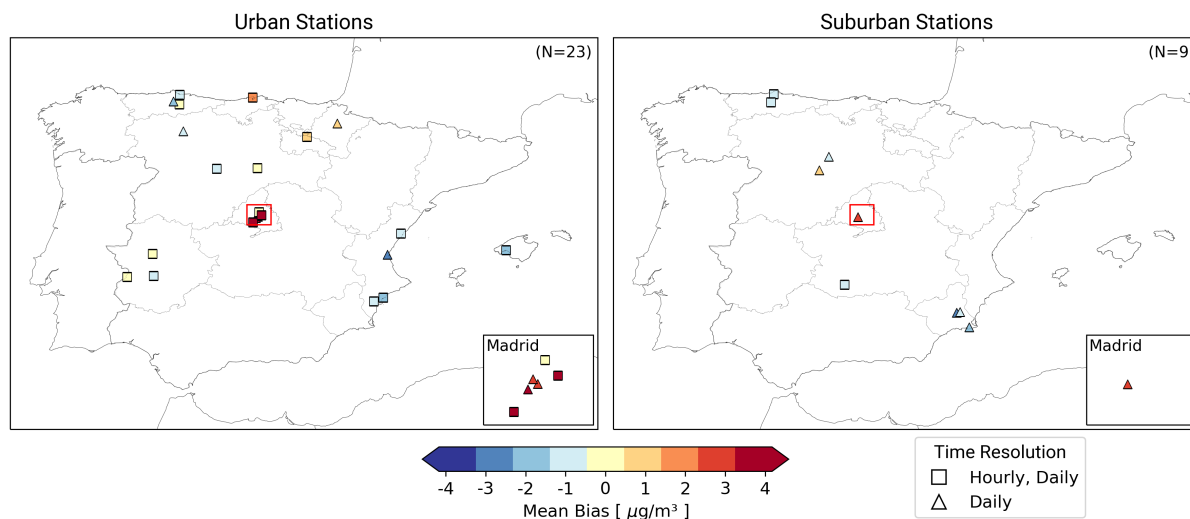 Urban Stations
Suburban Stations
(N=23)
(N=9
Madrid
Madrid
-4 -3 -2 -1 0 1 2 3 4
Mean Bias [ μg/m³ ]
Time Resolution
Hourly, Daily
Daily